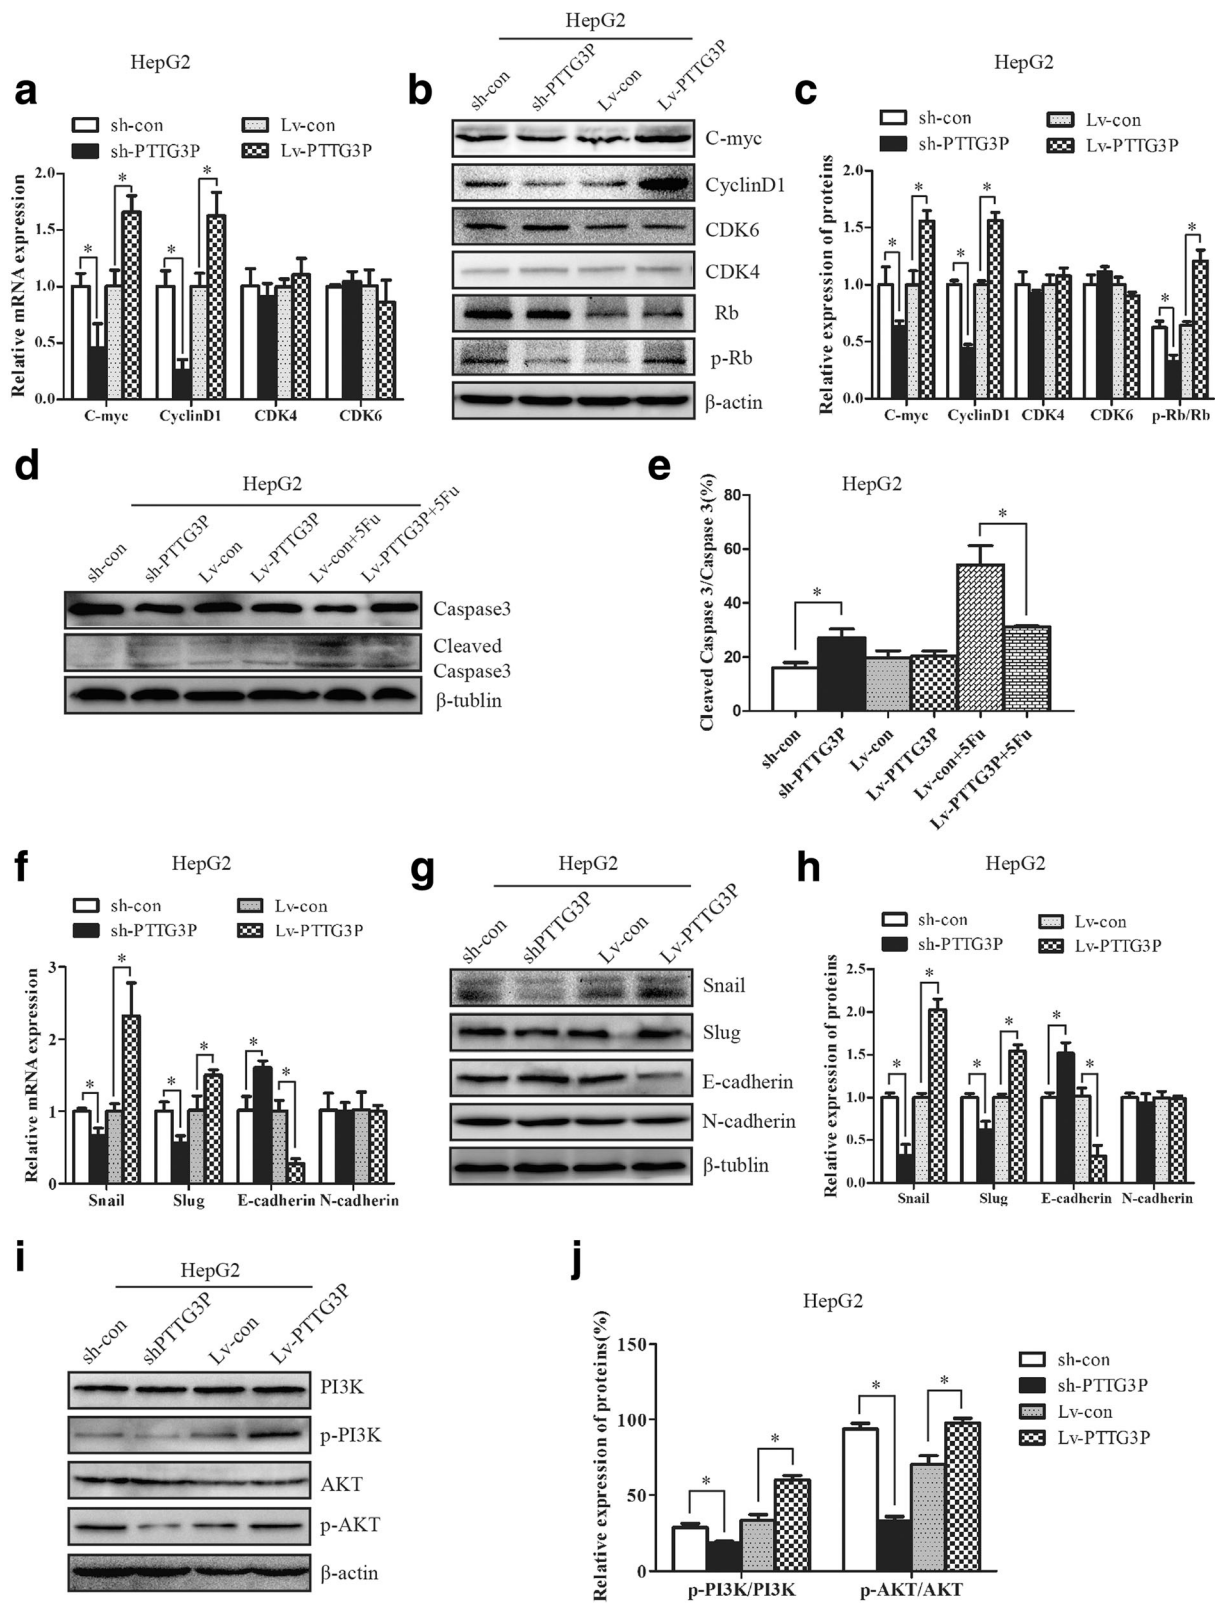 a
HepG2
sh-con
Lv-con
sh-PTTG3P
Lv-PTTG3P
Relative mRNA expression
2.0
1.5
1.0
0.5
0.0
* * * *
C-myc CyclinD1 CDK4 CDK6
b
HepG2
sh-con sh-PTTG3P Lv-con Lv-PTTG3P
C-myc
CyclinD1
CDK6
CDK4
Rb
p-Rb
β-actin
c
HepG2
sh-con
Lv-con
sh-PTTG3P
Lv-PTTG3P
Relative expression of proteins
2.0
1.5
1.0
0.5
0.0
* * * * * *
C-myc CyclinD1 CDK4 CDK6 p-Rb/Rb
d
HepG2
sh-con sh-PTTG3P Lv-con Lv-PTTG3P Lv-con+5Fu Lv-PTTG3P+5Fu
Caspase3
Cleaved
Caspase3
β-tublin
e
HepG2
Cleaved Caspase 3/Caspase 3(%)
80
60
40
20
0
* *
sh-con sh-PTTG3P Lv-con Lv-PTTG3P Lv-con+5Fu Lv-PTTG3P+5Fu
f
HepG2
sh-con
Lv-con
sh-PTTG3P
Lv-PTTG3P
Relative mRNA expression
3
2
1
0
* * * * * *
Snail Slug E-cadherin N-cadherin
g
HepG2
sh-con shPTTG3P Lv-con Lv-PTTG3P
Snail
Slug
E-cadherin
N-cadherin
β-tublin
h
HepG2
sh-con
Lv-con
sh-PTTG3P
Lv-PTTG3P
Relative expression of proteins
2.5
2.0
1.5
1.0
0.5
0.0
* * * * * *
Snail Slug E-cadherin N-cadherin
i
HepG2
sh-con shPTTG3P Lv-con Lv-PTTG3P
PI3K
p-PI3K
AKT
p-AKT
β-actin
j
HepG2
Relative expression of proteins(%)
150
100
50
0
* * * *
p-PI3K/PI3K p-AKT/AKT
sh-con
sh-PTTG3P
Lv-con
Lv-PTTG3P